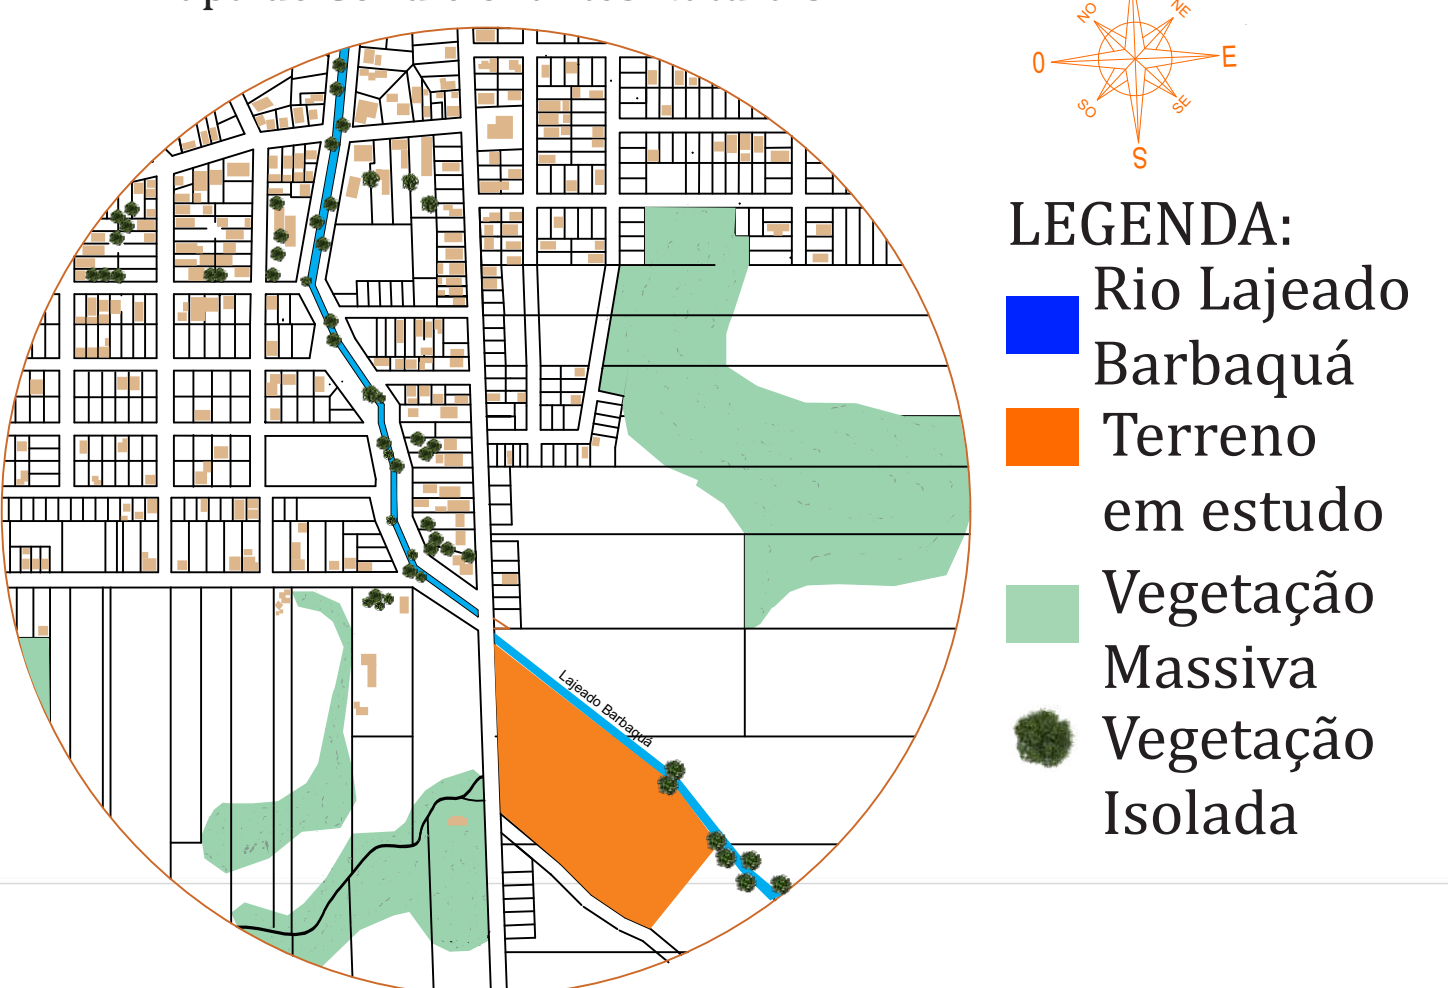 NO
NE
O
E
SO
SE
S
LEGENDA:
Rio Lajeado
Barbaquá
Terreno
em estudo
Vegetação
Massiva
Vegetação
Isolada
Lajeado Barbaquá